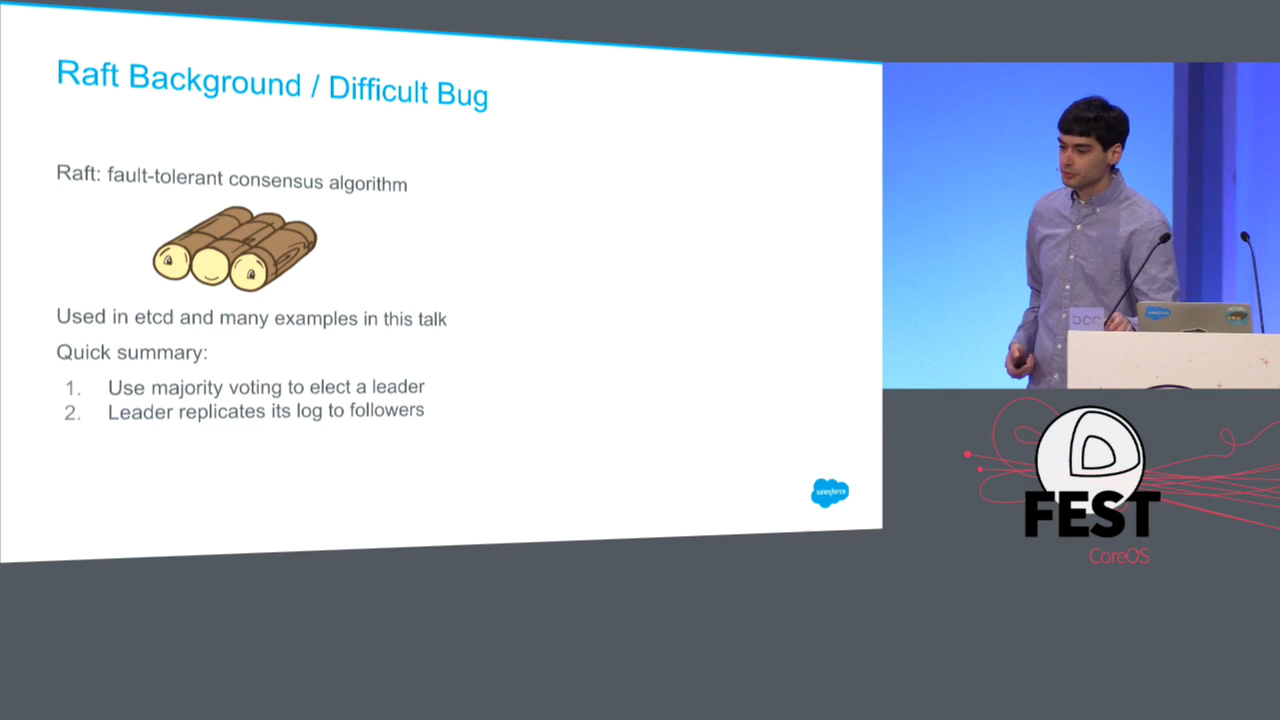 Raft Background / Difficult Bug
Raft: fault-tolerant consensus algorithm
Used in etcd and many examples in this talk
Quick summary:
1. Use majority voting to elect a leader
2. Leader replicates its log to followers
salesforce
bcc
FEST
CoreOS